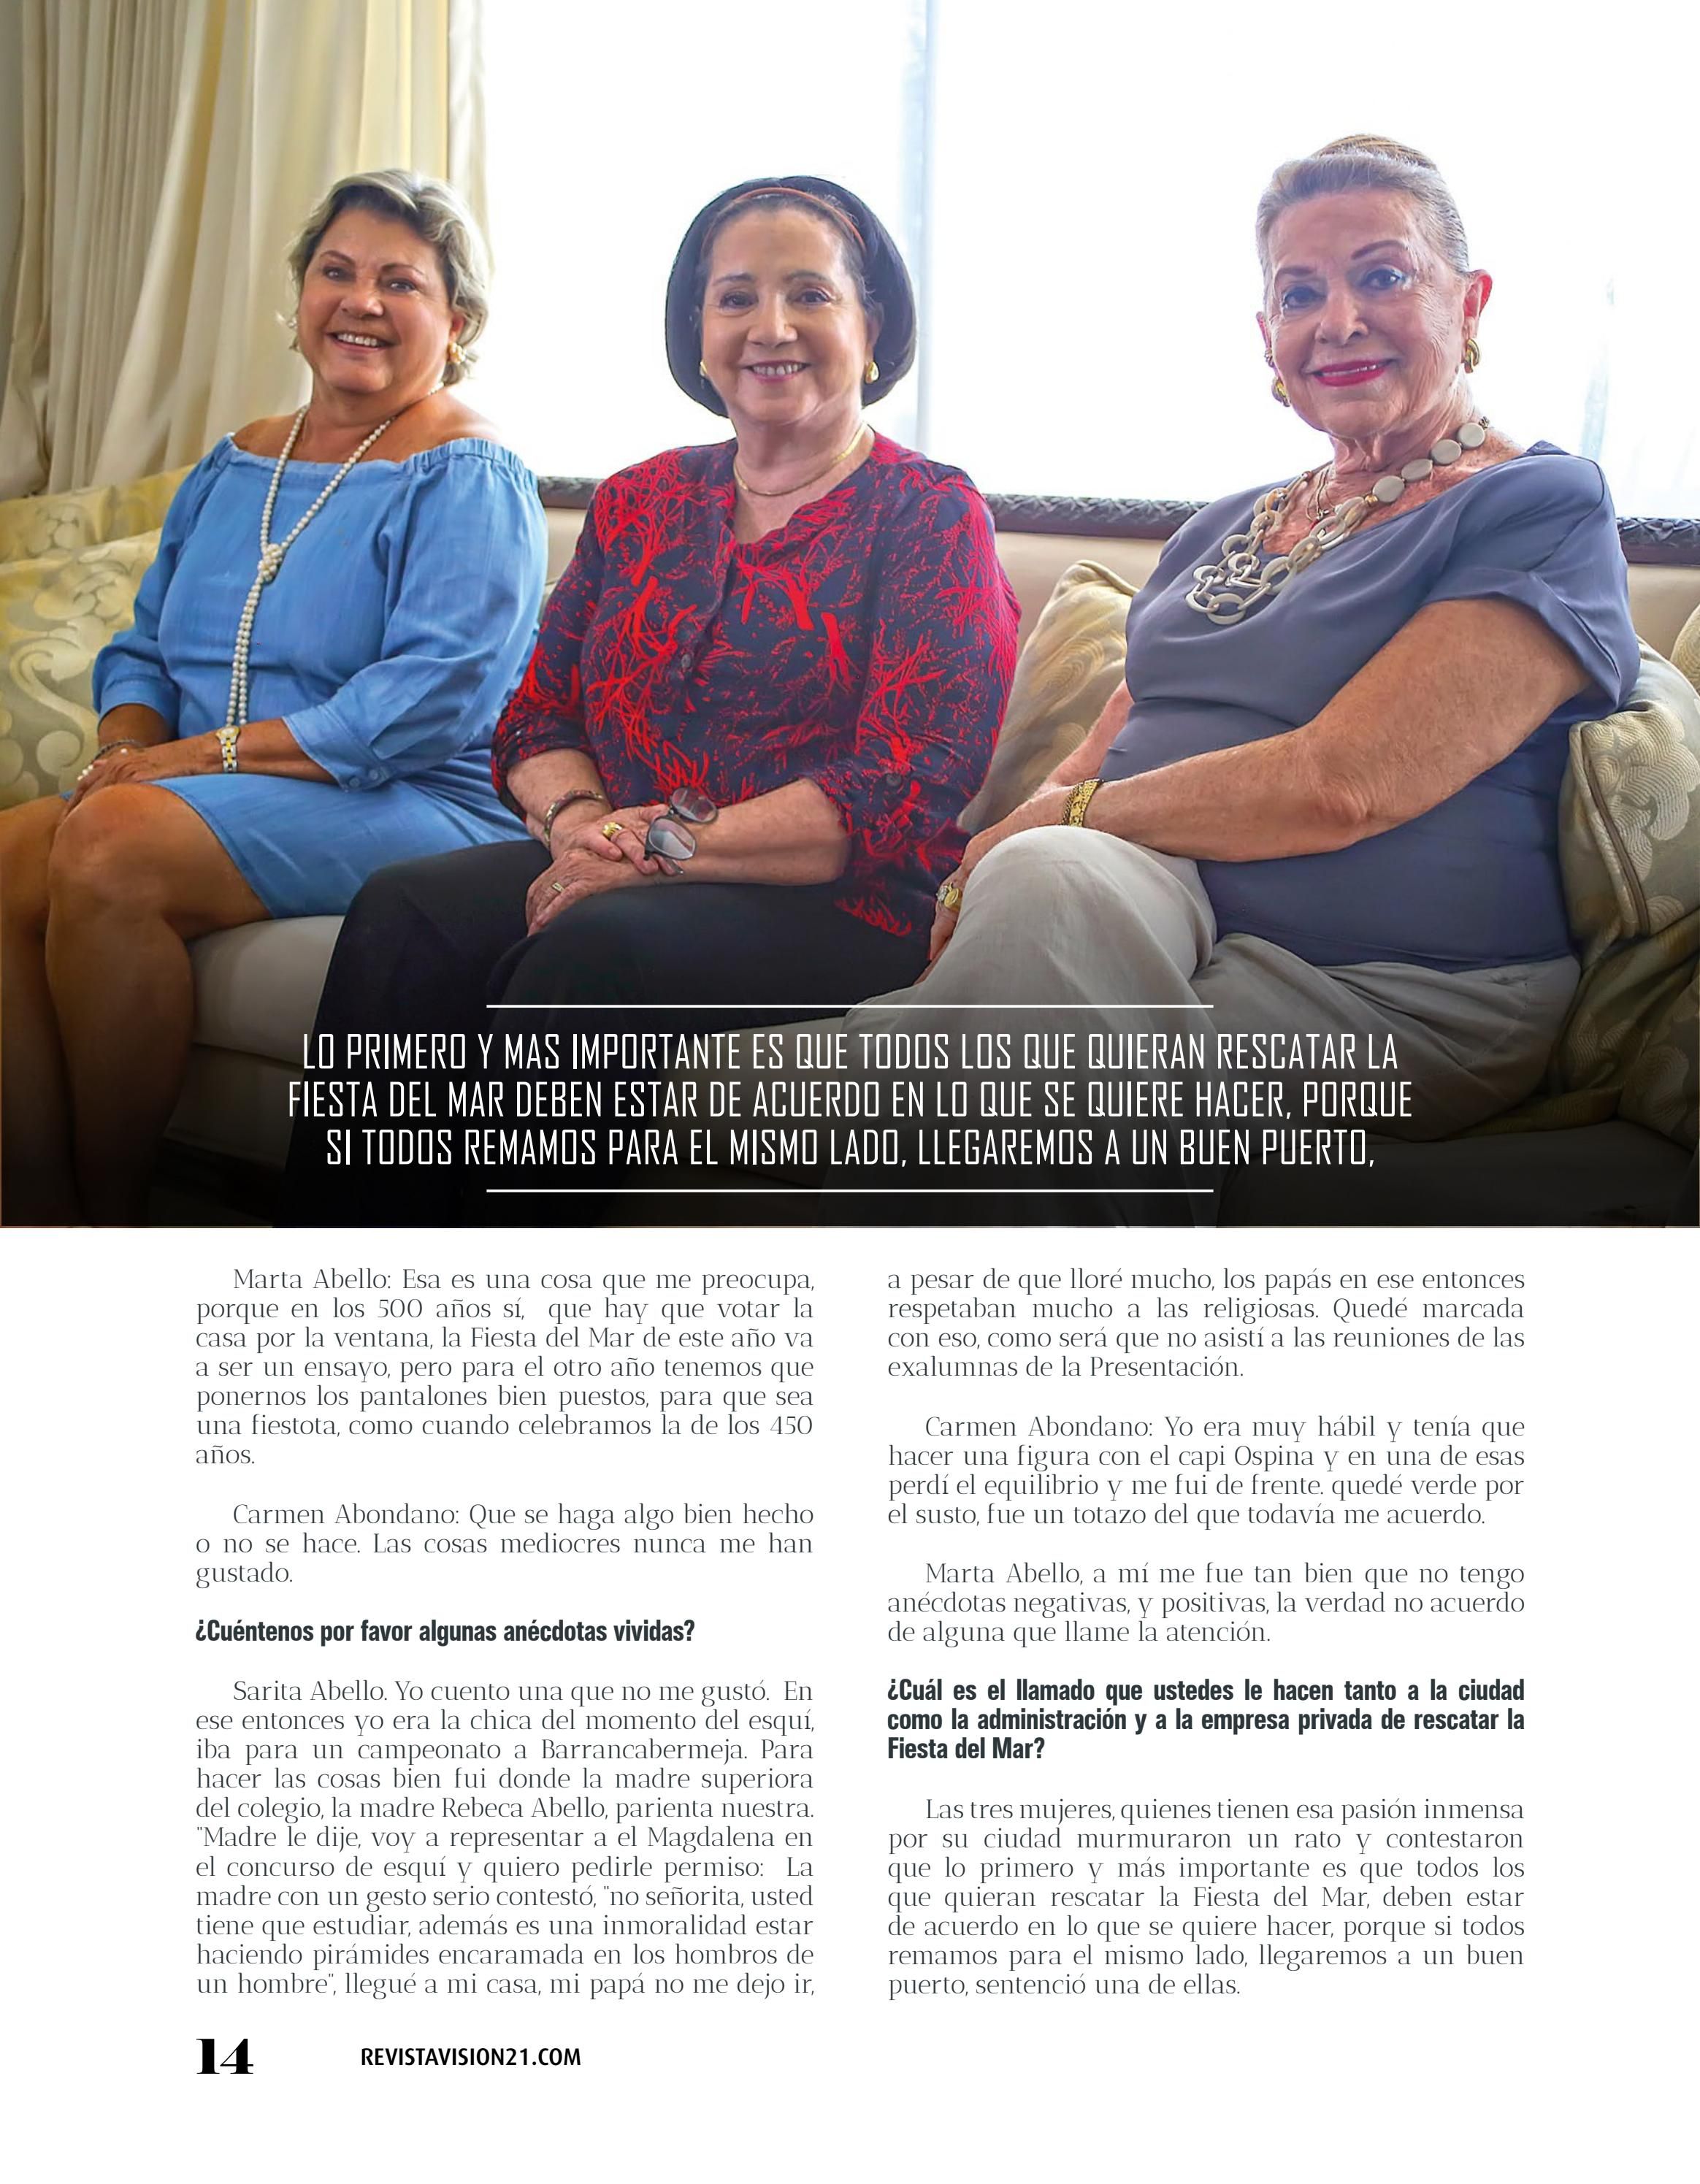 LO PRIMERO Y MAS IMPORTANTE ES QUE TODOS LOS QUE QUIERAN RESCATAR LA
FIESTA DEL MAR DEBEN ESTAR DE ACUERDO EN LO QUE SE QUIERE HACER, PORQUE
SI TODOS REMAMOS PARA EL MISMO LADO, LLEGAREMOS A UN BUEN PUERTO,
Marta Abello: Esa es una cosa que me preocupa,
porque en los 500 años sí, que hay que votar la
casa por la ventana, la Fiesta del Mar de este año va
a ser un ensayo, pero para el otro año tenemos que
ponernos los pantalones bien puestos, para que sea
una fiestota, como cuando celebramos la de los 450
años.
Carmen Abondano: Que se haga algo bien hecho
o no se hace. Las cosas mediocres nunca me han
gustado.
¿Cuéntenos por favor algunas anécdotas vividas?
Sarita Abello. Yo cuento una que no me gustó. En
ese entonces yo era la chica del momento del esquí,
iba para un campeonato a Barrancabermeja. Para
hacer las cosas bien fui donde la madre superiora
del colegio, la madre Rebeca Abello, parienta nuestra.
"Madre le dije, voy a representar a el Magdalena en
el concurso de esquí y quiero pedirle permiso: La
madre con un gesto serio contestó, "no señorita, usted
tiene que estudiar, además es una inmoralidad estar
haciendo pirámides encaramada en los hombros de
un hombre", llegué a mi casa, mi papá no me dejo ir,
a pesar de que lloré mucho, los papás en ese entonces
respetaban mucho a las religiosas. Quedé marcada
con eso, como será que no asistí a las reuniones de las
exalumnas de la Presentación.
Carmen Abondano: Yo era muy hábil y tenía que
hacer una figura con el capi Ospina y en una de esas
perdí el equilibrio y me fui de frente. quedé verde por
el susto, fue un totazo del que todavía me acuerdo.
Marta Abello, a mí me fue tan bien que no tengo
anécdotas negativas, y positivas, la verdad no acuerdo
de alguna que llame la atención.
¿Cuál es el llamado que ustedes le hacen tanto a la ciudad
como la administración y a la empresa privada de rescatar la
Fiesta del Mar?
Las tres mujeres, quienes tienen esa pasión inmensa
por su ciudad murmuraron un rato y contestaron
que lo primero y más importante es que todos los
que quieran rescatar la Fiesta del Mar, deben estar
de acuerdo en lo que se quiere hacer, porque si todos
remamos para el mismo lado, llegaremos a un buen
puerto, sentenció una de ellas.
14
REVISTAVISION21.COM